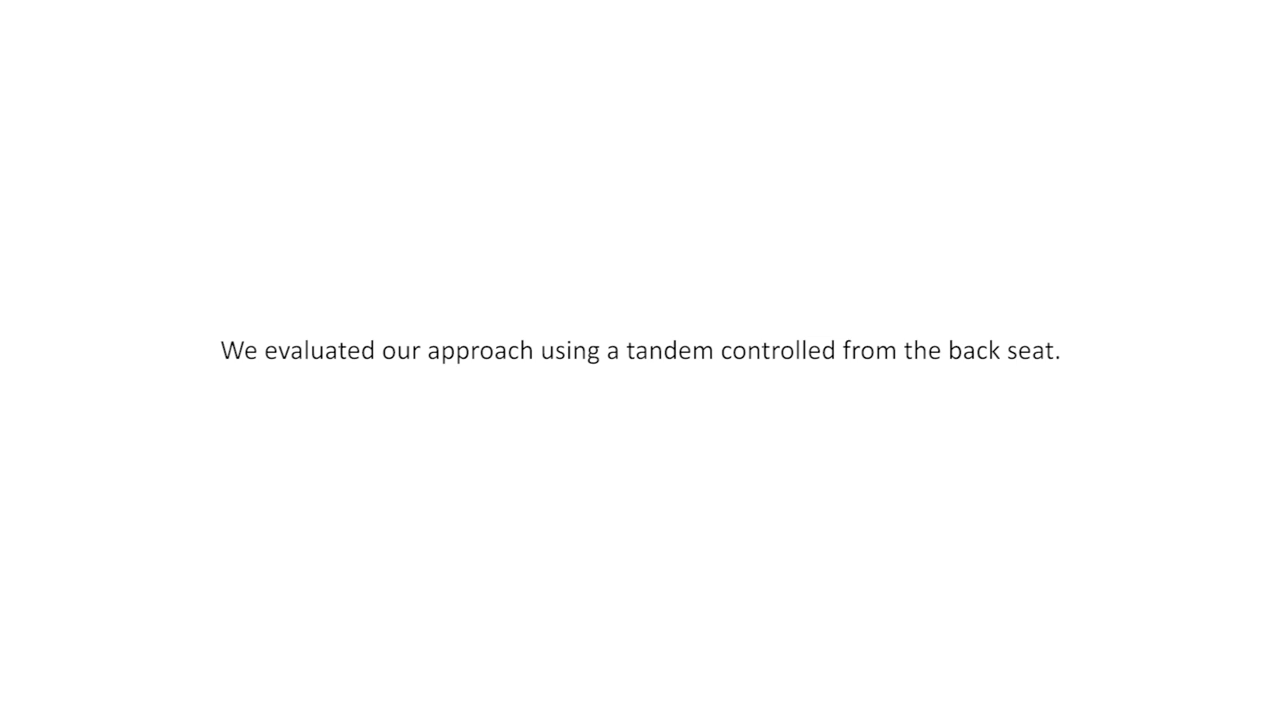 We evaluated our approach using a tandem controlled from the back seat.